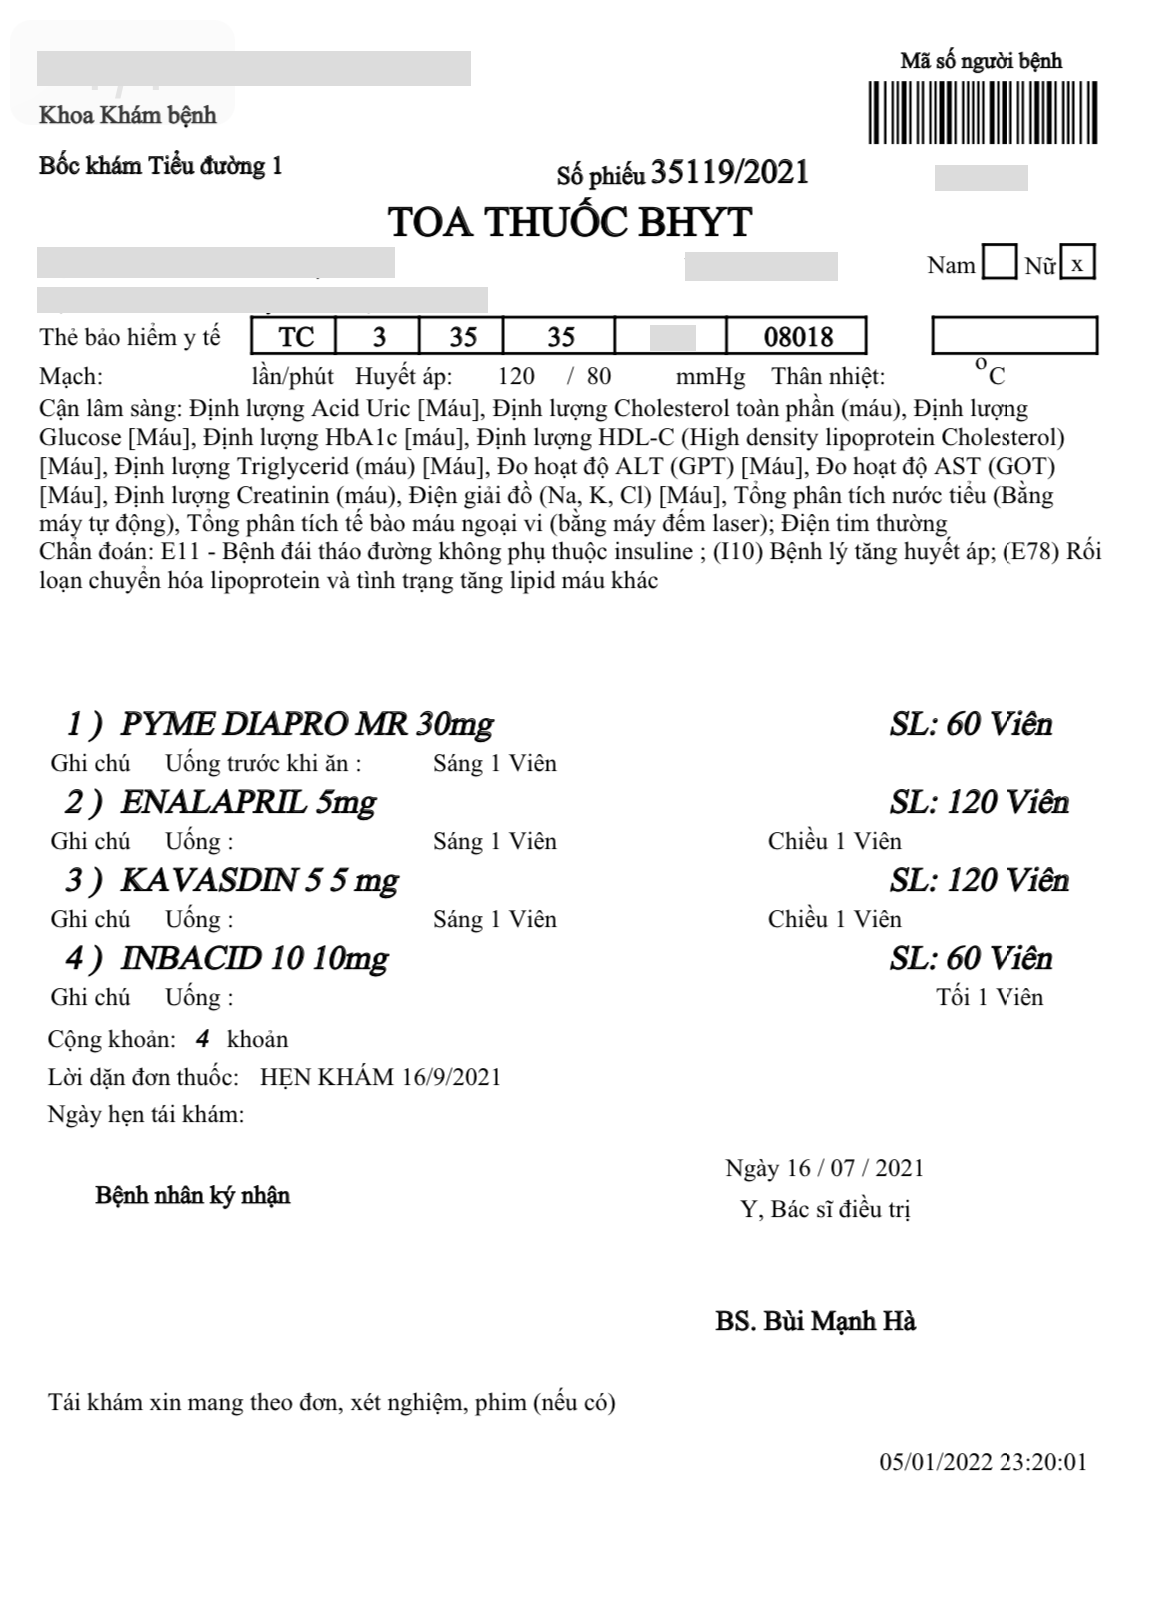 Mã số người bệnh
Khoa Khám bệnh
Bốc khám Tiểu đường 1
Số phiếu 35119/2021
TOA THUỐC BHYT
Nam Nữ x
Thẻ bảo hiểm y tế TC 3 35 35 08018
Mạch: lần/phút Huyết áp: 120 / 80 mmHg Thân nhiệt: °C
Cận lâm sàng: Định lượng Acid Uric [Máu], Định lượng Cholesterol toàn phần (máu), Định lượng
Glucose [Máu], Định lượng HbA1c [máu], Định lượng HDL-C (High density lipoprotein Cholesterol)
[Máu], Định lượng Triglycerid (máu) [Máu], Đo hoạt độ ALT (GPT) [Máu], Đo hoạt độ AST (GOT)
[Máu], Định lượng Creatinin (máu), Điện giải đồ (Na, K, Cl) [Máu], Tổng phân tích nước tiểu (Bằng
máy tự động), Tổng phân tích tế bào máu ngoại vi (bằng máy đếm laser); Điện tim thường
Chẩn đoán: E11 - Bệnh đái tháo đường không phụ thuộc insuline ; (I10) Bệnh lý tăng huyết áp; (E78) Rối
loạn chuyển hóa lipoprotein và tình trạng tăng lipid máu khác
1 ) PYME DIAPRO MR 30mg SL: 60 Viên
Ghi chú Uống trước khi ăn : Sáng 1 Viên
2 ) ENALAPRIL 5mg SL: 120 Viên
Ghi chú Uống : Sáng 1 Viên Chiều 1 Viên
3 ) KAVASDIN 5 5 mg SL: 120 Viên
Ghi chú Uống : Sáng 1 Viên Chiều 1 Viên
4 ) INBACID 10 10mg SL: 60 Viên
Ghi chú Uống : Tối 1 Viên
Cộng khoản: 4 khoản
Lời dặn đơn thuốc: HẸN KHÁM 16/9/2021
Ngày hẹn tái khám:
Ngày 16 / 07 / 2021
Bệnh nhân ký nhận
Y, Bác sĩ điều trị
BS. Bùi Mạnh Hà
Tái khám xin mang theo đơn, xét nghiệm, phim (nếu có)
05/01/2022 23:20:01